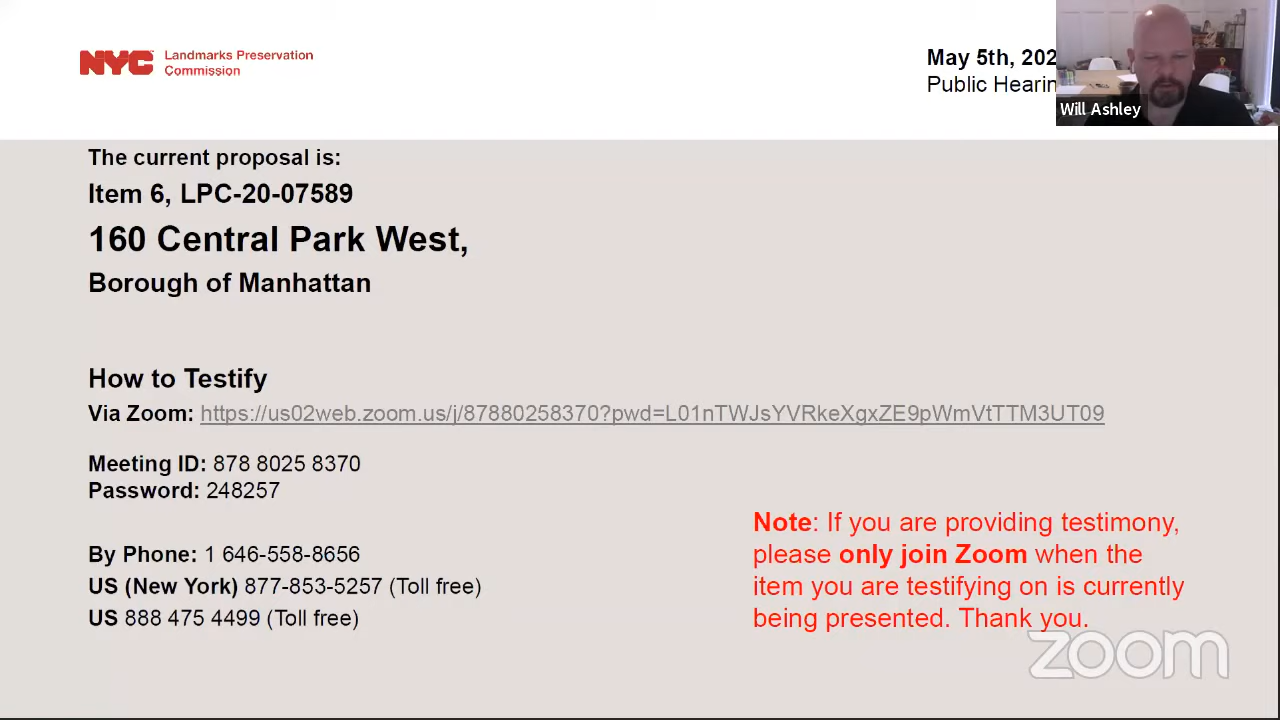 NYC Landmarks Preservation
Commission
May 5th, 202
Public Hearin
Will Ashley
The current proposal is:
Item 6, LPC-20-07589
160 Central Park West,
Borough of Manhattan
How to Testify
Via Zoom: https://us02web.zoom.us/j/87880258370?pwd=L01nTWJsYVRkeXgxZE9pWmVtTTM3UT09
Meeting ID: 878 8025 8370
Password: 248257
By Phone: 1 646-558-8656
US (New York) 877-853-5257 (Toll free)
US 888 475 4499 (Toll free)
Note: If you are providing testimony,
please only join Zoom when the
item you are testifying on is currently
being presented. Thank you.
zoom